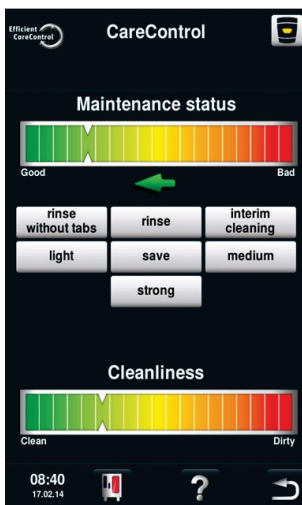 Efficient
CareControl
CareControl
Maintenance status
Good Bad
rinse without tabs
rinse
interim cleaning
light
save
medium
strong
Cleanliness
Clean Dirty
08:40
17.02.14
?